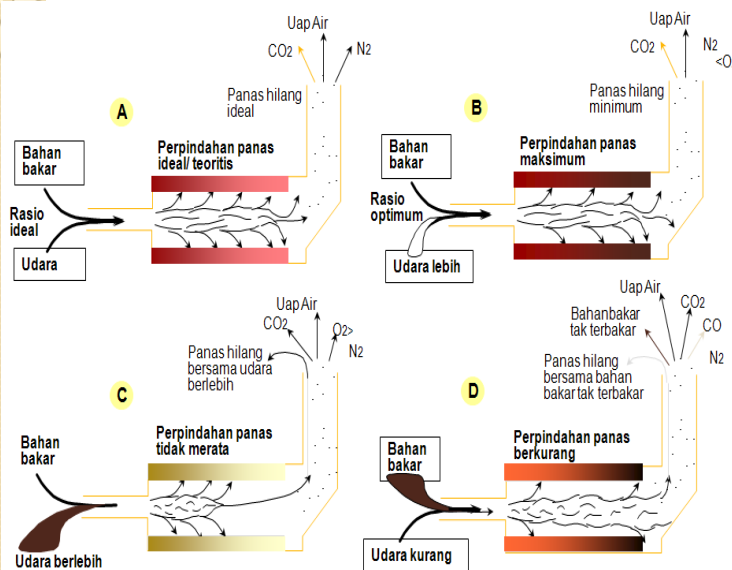 Uap Air
CO2
N2
Panas hilang
ideal
A
Perpindahan panas
ideal/ teoritis
Bahan
bakar
Rasio
ideal
Udara
Uap Air
CO2
N2
<O
Panas hilang
minimum
B
Perpindahan panas
maksimum
Bahan
bakar
Rasio
optimum
Udara lebih
Uap Air
CO2
O2>
N2
Panas hilang
bersama udara
berlebih
C
Perpindahan panas
tidak merata
Bahan
bakar
Udara berlebih
Uap Air
CO2
Bahanbakar
tak terbakar
CO
N2
Panas hilang
bersama bahan
bakar tak terbakar
D
Perpindahan panas
berkurang
Bahan
bakar
Udara kurang